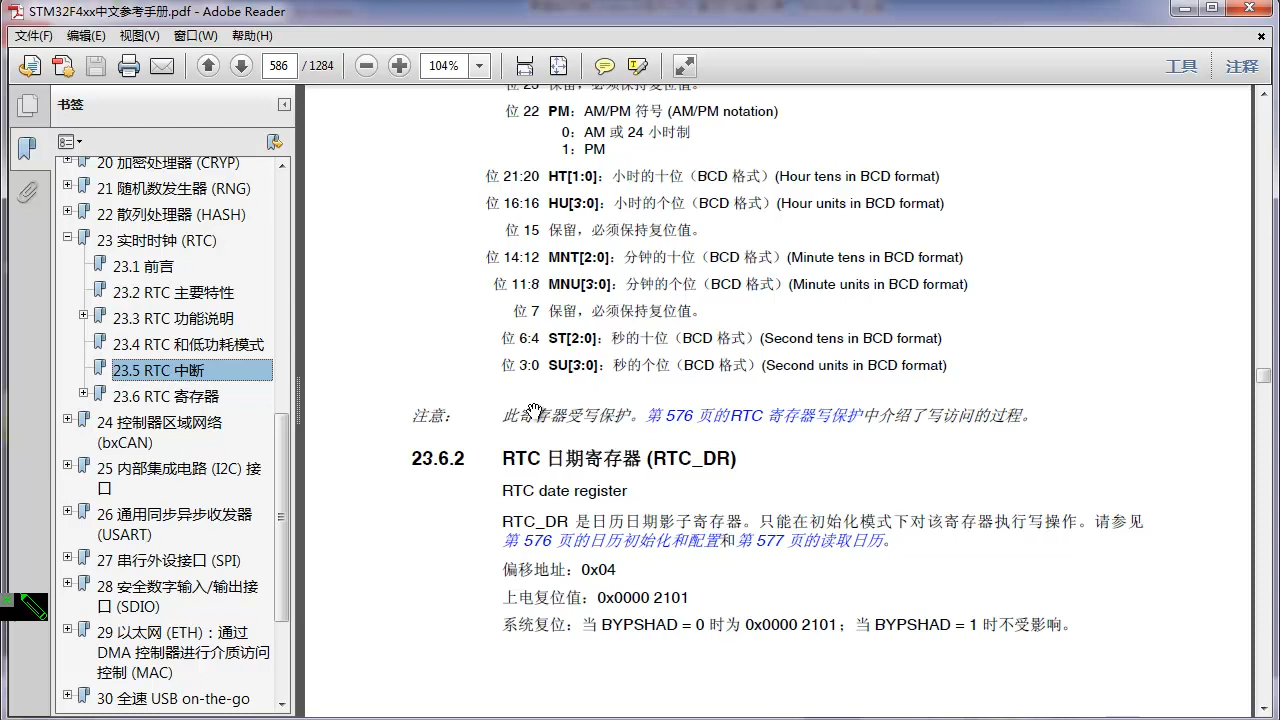 STM32F4xx中文参考手册.pdf - Adobe Reader
文件(F) 编辑(E) 视图(V) 窗口(W) 帮助(H)
586 / 1284 104% 工具 注释
书签
20 加密处理器 (CRYP)
21 随机数发生器 (RNG)
22 散列处理器 (HASH)
23 实时时钟 (RTC)
23.1 前言
23.2 RTC 主要特性
23.3 RTC 功能说明
23.4 RTC 和低功耗模式
23.5 RTC 中断
23.6 RTC 寄存器
24 控制器区域网络
(bxCAN)
25 内部集成电路 (I2C) 接
口
26 通用同步异步收发器
(USART)
27 串行外设接口 (SPI)
28 安全数字输入/输出接
口 (SDIO)
29 以太网 (ETH)：通过
DMA 控制器进行介质访问
控制 (MAC)
30 全速 USB on-the-go
位 23 保留，必须保持复位值。
位 22 PM：AM/PM 符号 (AM/PM notation)
0：AM 或 24 小时制
1：PM
位 21:20 HT[1:0]：小时的十位（BCD 格式）(Hour tens in BCD format)
位 16:16 HU[3:0]：小时的个位（BCD 格式）(Hour units in BCD format)
位 15 保留，必须保持复位值。
位 14:12 MNT[2:0]：分钟的十位（BCD 格式）(Minute tens in BCD format)
位 11:8 MNU[3:0]：分钟的个位（BCD 格式）(Minute units in BCD format)
位 7 保留，必须保持复位值。
位 6:4 ST[2:0]：秒的十位（BCD 格式）(Second tens in BCD format)
位 3:0 SU[3:0]：秒的个位（BCD 格式）(Second units in BCD format)
注意： 此寄存器受写保护。第 576 页的RTC 寄存器写保护中介绍了写访问的过程。
23.6.2 RTC 日期寄存器 (RTC_DR)
RTC date register
RTC_DR 是日历日期影子寄存器。只能在初始化模式下对该寄存器执行写操作。请参见
第 576 页的日历初始化和配置和第 577 页的读取日历。
偏移地址：0x04
上电复位值：0x0000 2101
系统复位：当 BYPSHAD = 0 时为 0x0000 2101；当 BYPSHAD = 1 时不受影响。